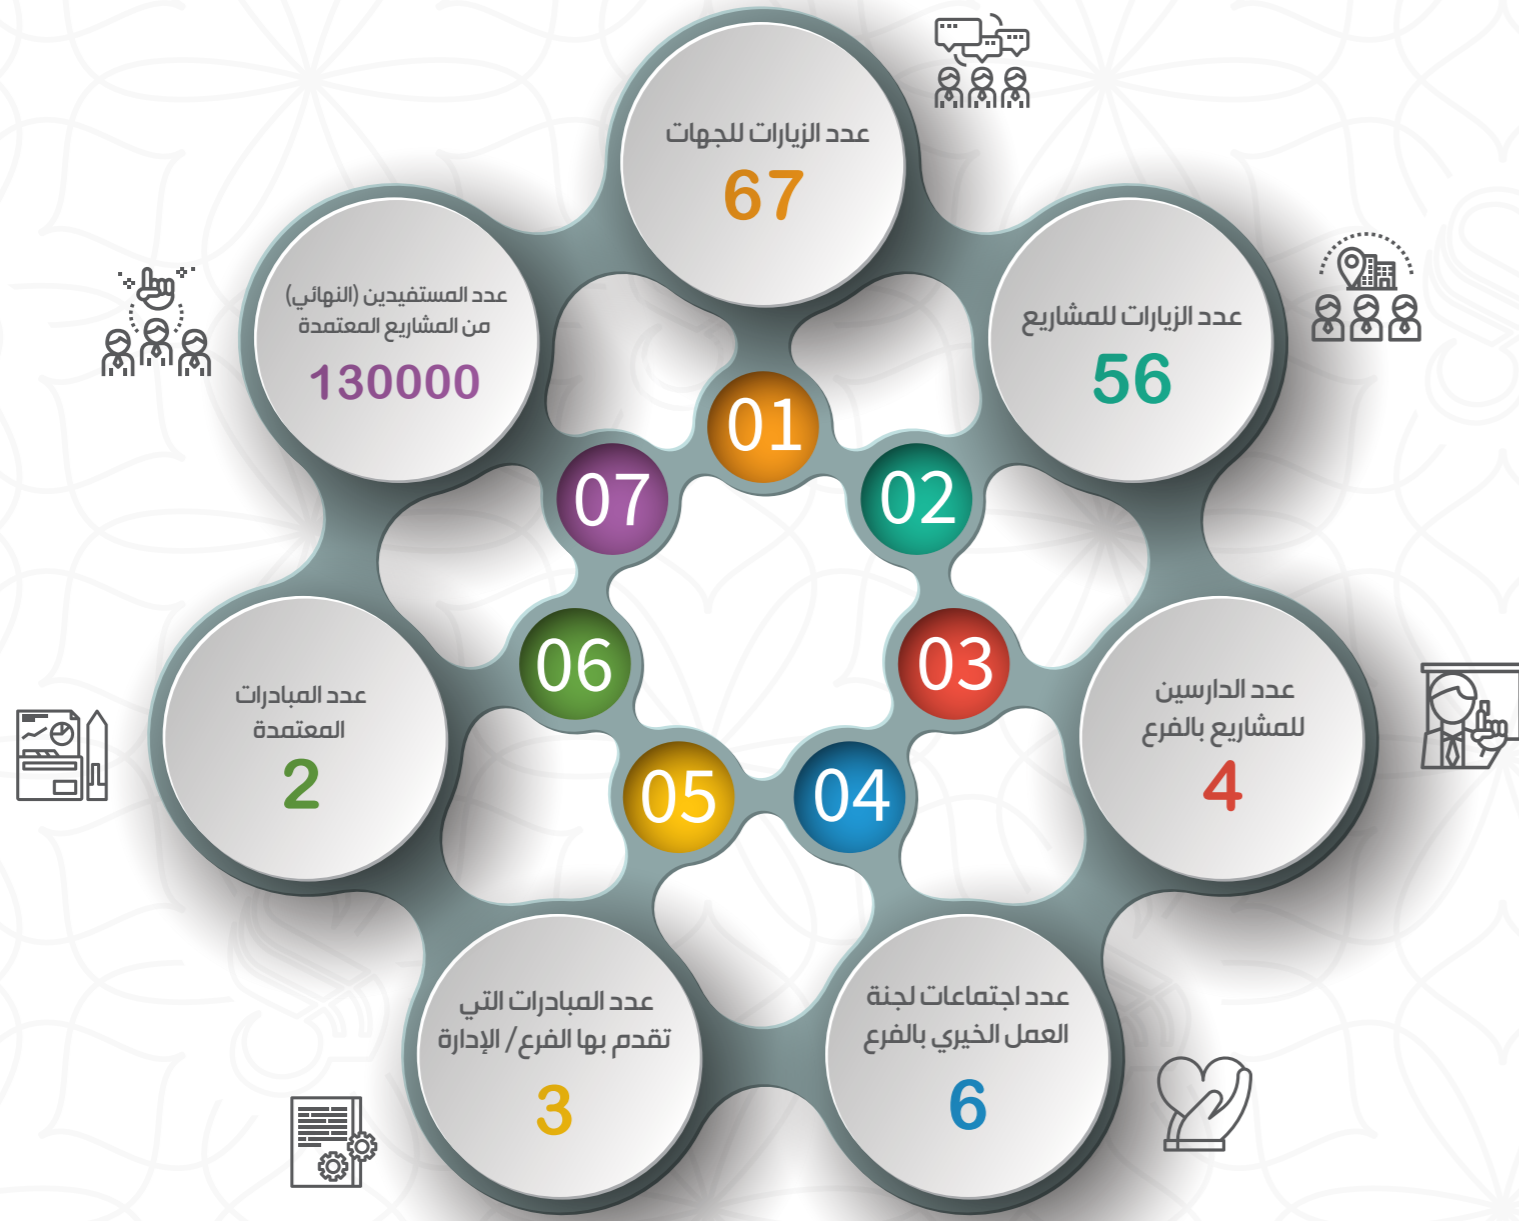 عدد الزيارات للجهات
67
01
عدد الزيارات للمشاريع
56
02
عدد الدارسين
للمشاريع بالفرع
4
03
عدد اجتماعات لجنة
العمل الخيري بالفرع
6
04
عدد المبادرات التي
تقدم بها الفرع/ الإدارة
3
05
عدد المبادرات
المعتمدة
2
06
عدد المستفيدين (النهائي)
من المشاريع المعتمدة
130000
07